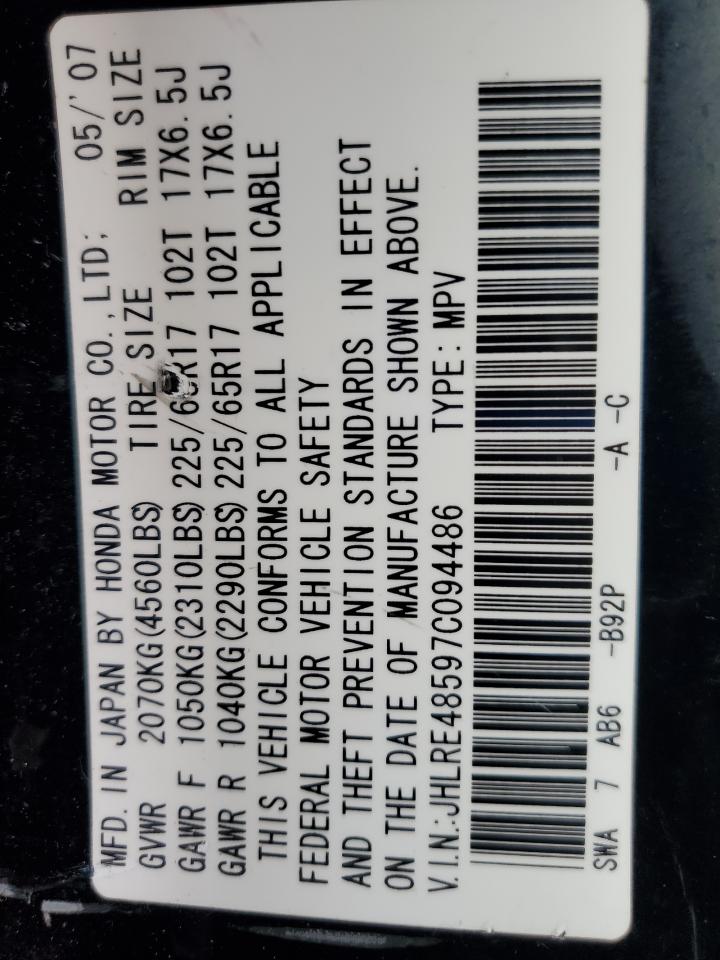 MFD. IN JAPAN BY HONDA MOTOR CO.,LTD; 05/'07
GVWR 2070KG(4560LBS) TIRE SIZE RIM SIZE
GAWR F 1050KG(2310LBS) 225/65R17 102T 17X6.5J
GAWR R 1040KG(2290LBS) 225/65R17 102T 17X6.5J
THIS VEHICLE CONFORMS TO ALL APPLICABLE
FEDERAL MOTOR VEHICLE SAFETY
AND THEFT PREVENTION STANDARDS IN EFFECT
ON THE DATE OF MANUFACTURE SHOWN ABOVE.
V.I.N.:JHLRE48597C094486 TYPE: MPV
SWA 7 AB6 -B92P -A -C